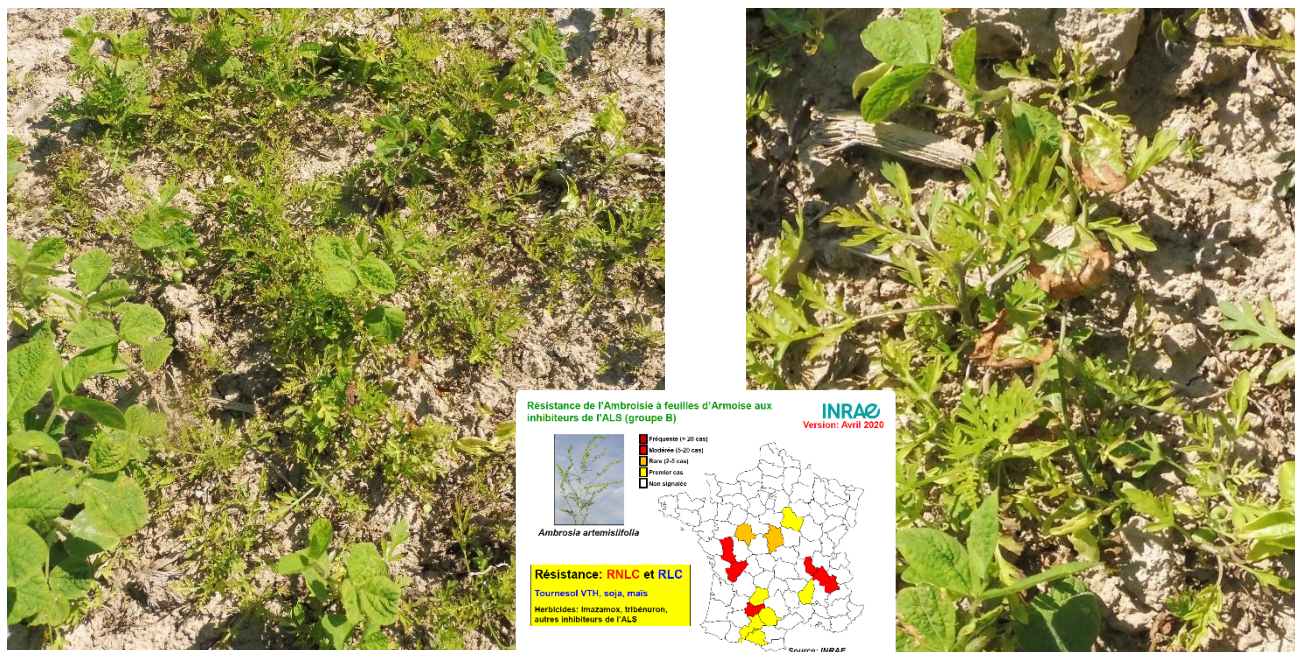 Résistance de l'Ambroisie à feuilles d'Armoise aux
inhibiteurs de l'ALS (groupe B)
INRAE
Version: Avril 2020
Fréquente (> 20 cas)
Modérée (5-20 cas)
Rare (2-5 cas)
Premier cas
Non signalée
Ambrosia artemisiifolia
Résistance: RNLC et RLC
Tournesol VTH, soja, maïs
Herbicides: Imazamox, tribénuron,
autres inhibiteurs de l'ALS
Source: INRAE